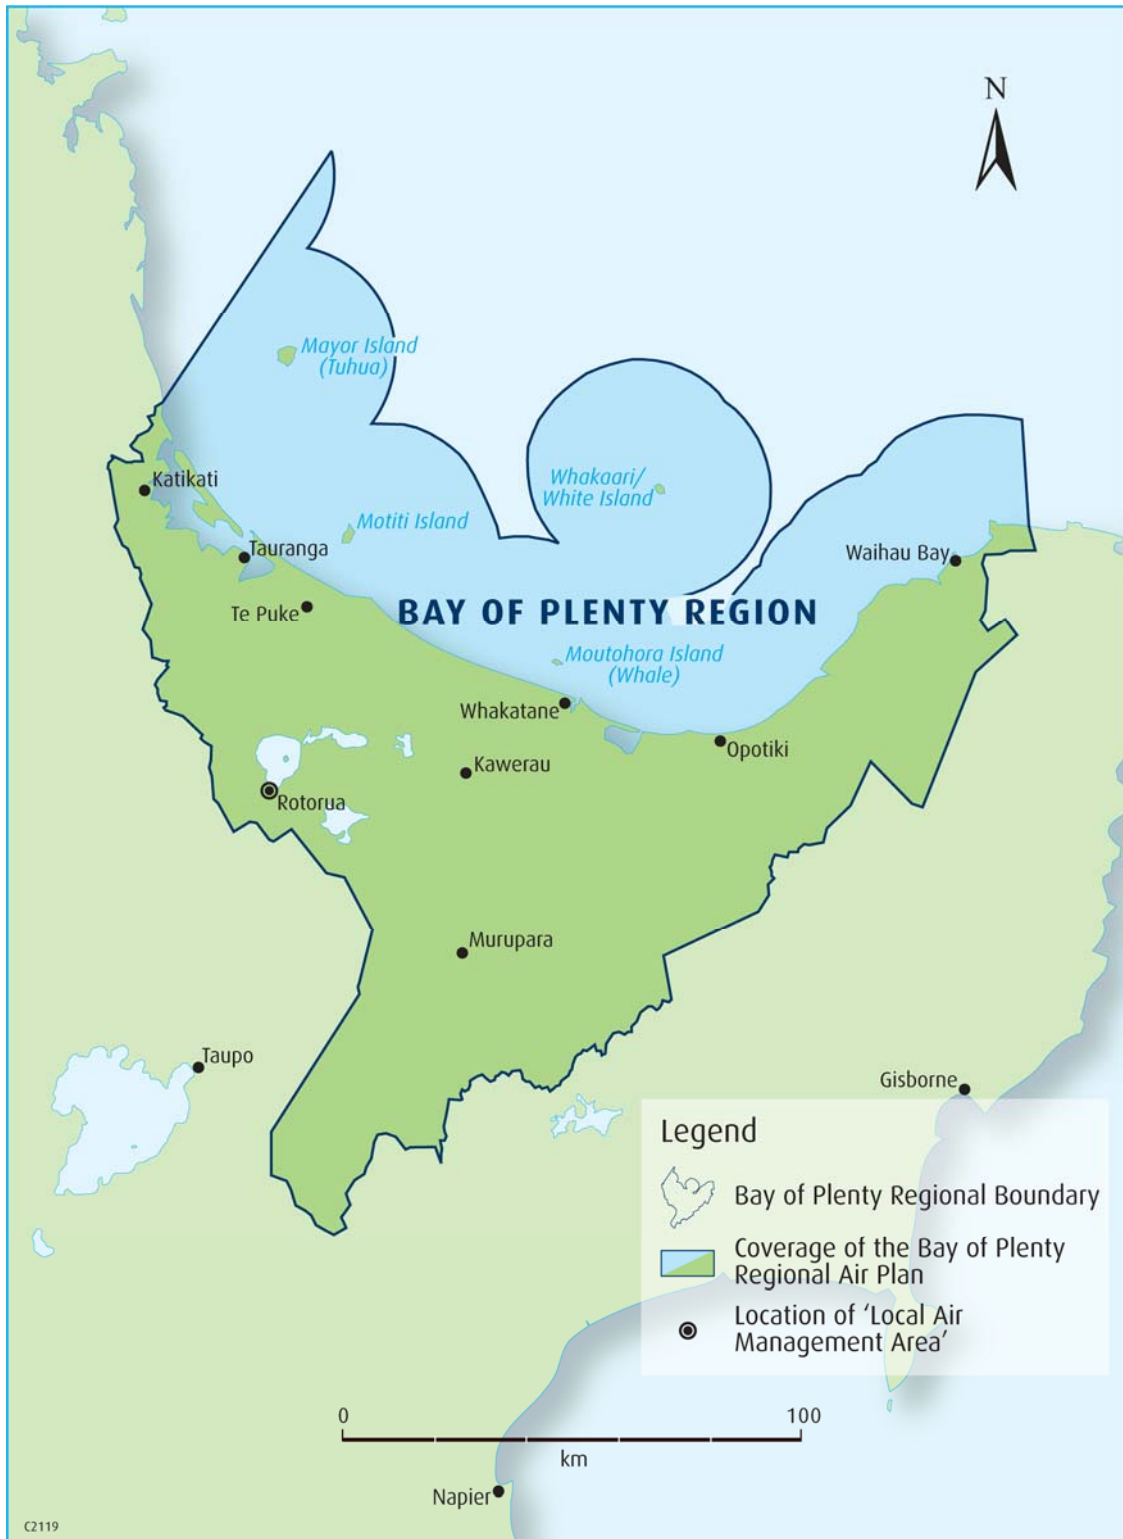 N
Mayor Island
(Tuhua)
Whakaari/
White Island
Katikati
Motiti Island
Tauranga
Waihau Bay
Te Puke
BAY OF PLENTY REGION
Moutohora Island
(Whale)
Whakatane
Opotiki
Kawerau
Rotorua
Murupara
Taupo
Gisborne
Legend
Bay of Plenty Regional Boundary
Coverage of the Bay of Plenty
Regional Air Plan
Location of ‘Local Air
Management Area’
0
100
km
Napier
C2119